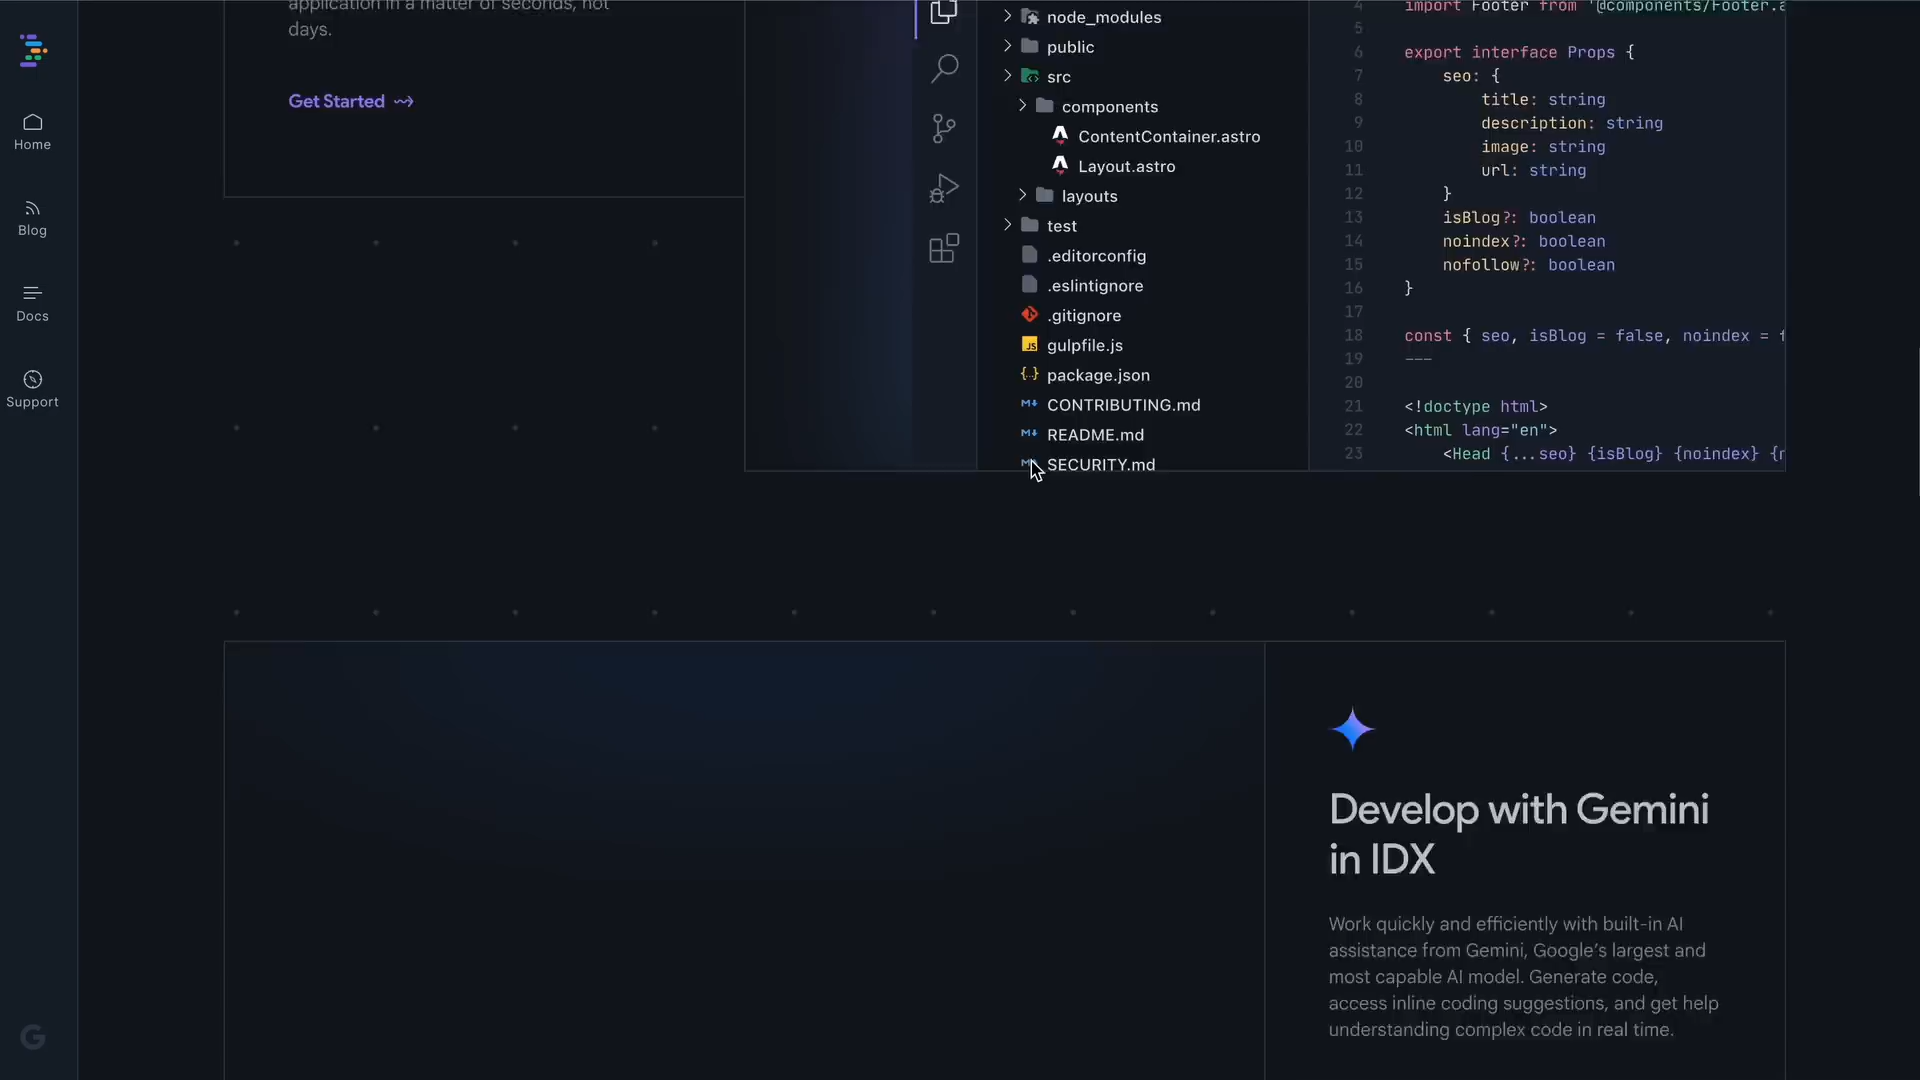 application in a matter of seconds, not
days.
Get Started
Home
Blog
Docs
Support
node_modules
public
src
components
ContentContainer.astro
Layout.astro
layouts
test
.editorconfig
.eslintignore
.gitignore
gulpfile.js
package.json
CONTRIBUTING.md
README.md
SECURITY.md
4 import Footer from '@components/Footer.a
5
6 export interface Props {
7 seo: {
8 title: string
9 description: string
10 image: string
11 url: string
12 }
13 isBlog?: boolean
14 noindex?: boolean
15 nofollow?: boolean
16 }
17
18 const { seo, isBlog = false, noindex = f
19 ---
20
21 <!doctype html>
22 <html lang="en">
23 <Head {...seo} {isBlog} {noindex} {n
Develop with Gemini
in IDX
Work quickly and efficiently with built-in AI
assistance from Gemini, Google's largest and
most capable AI model. Generate code,
access inline coding suggestions, and get help
understanding complex code in real time.
G